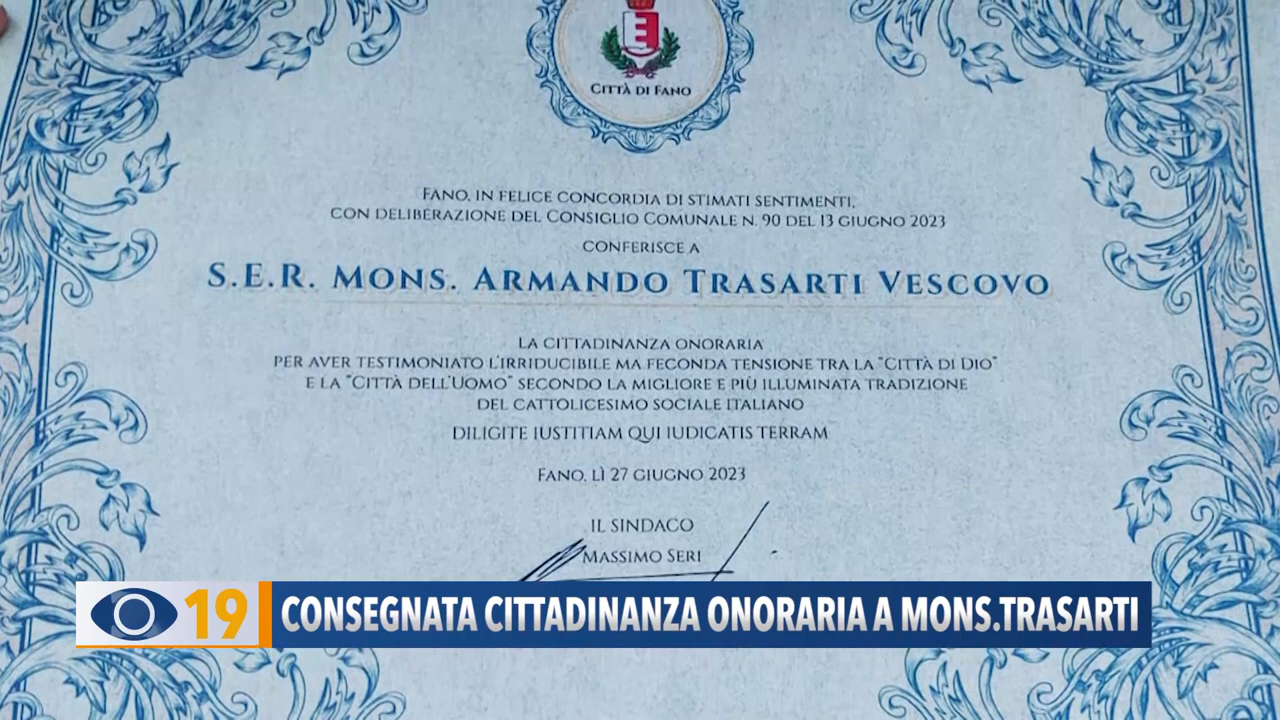 CITTÀ DI FANO
FANO, IN FELICE CONCORDIA DI STIMATI SENTIMENTI,
CON DELIBERAZIONE DEL CONSIGLIO COMUNALE N. 90 DEL 13 GIUGNO 2023
CONFERISCE A
S.E.R. MONS. ARMANDO TRASARTI VESCOVO
LA CITTADINANZA ONORARIA
PER AVER TESTIMONIATO L'IRRIDUCIBILE MA FECONDA TENSIONE TRA LA "CITTÀ DI DIO"
E LA "CITTÀ DELL'UOMO" SECONDO LA MIGLIORE E PIÙ ILLUMINATA TRADIZIONE
DEL CATTOLICESIMO SOCIALE ITALIANO
DILIGITE IUSTITIAM QUI IUDICATIS TERRAM
FANO, LÌ 27 GIUGNO 2023
IL SINDACO
MASSIMO SERI
19
CONSEGNATA CITTADINANZA ONORARIA A MONS.TRASARTI